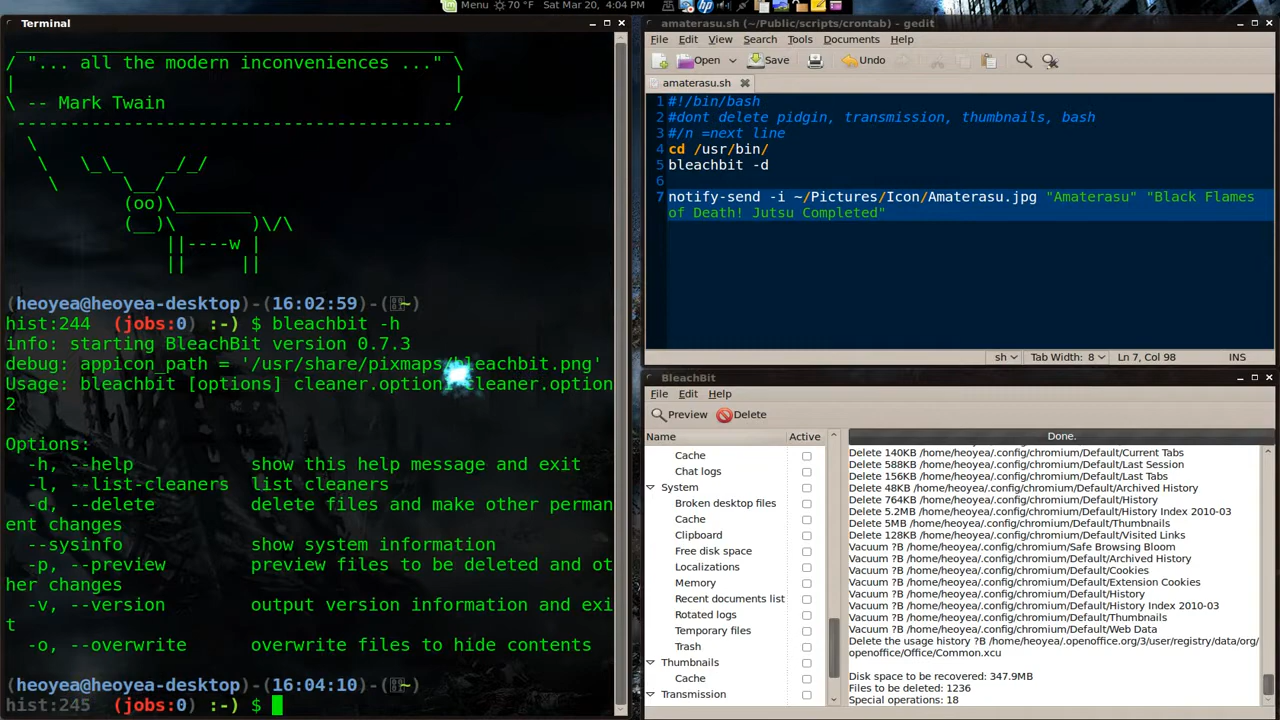 Menu 70 °F Sat Mar 20, 4:04 PM
Terminal
/ "... all the modern inconveniences ..." \
| |
\ -- Mark Twain /
-----------------------------------------
\
\ \_\_ _/_/
\ \__/
(oo)\_______
(__)\ )\/\
||----w |
|| ||
(heoyea@heoyea-desktop)-(16:02:59)-(~)
hist:244 (jobs:0) :-) $ bleachbit -h
info: starting BleachBit version 0.7.3
debug: appicon_path = '/usr/share/pixmaps/bleachbit.png'
Usage: bleachbit [options] cleaner.option1 cleaner.option
2
Options:
-h, --help show this help message and exit
-l, --list-cleaners list cleaners
-d, --delete delete files and make other perman
ent changes
--sysinfo show system information
-p, --preview preview files to be deleted and ot
her changes
-v, --version output version information and exi
t
-o, --overwrite overwrite files to hide contents
(heoyea@heoyea-desktop)-(16:04:10)-(~)
hist:245 (jobs:0) :-) $
amaterasu.sh (~/Public/scripts/crontab) - gedit
File Edit View Search Tools Documents Help
Open Save Undo
amaterasu.sh
1 #!/bin/bash
2 #dont delete pidgin, transmission, thumbnails, bash
3 #/n =next line
4 cd /usr/bin/
5 bleachbit -d
6
7 notify-send -i ~/Pictures/Icon/Amaterasu.jpg "Amaterasu" "Black Flames
of Death! Jutsu Completed"
sh Tab Width: 8 Ln 7, Col 98 INS
BleachBit
File Edit Help
Preview Delete
Name Active
Cache
Chat logs
System
Broken desktop files
Cache
Clipboard
Free disk space
Localizations
Memory
Recent documents list
Rotated logs
Temporary files
Trash
Thumbnails
Cache
Transmission
Done.
Delete 140KB /home/heoyea/.config/chromium/Default/Current Tabs
Delete 588KB /home/heoyea/.config/chromium/Default/Last Session
Delete 156KB /home/heoyea/.config/chromium/Default/Last Tabs
Delete 48KB /home/heoyea/.config/chromium/Default/Archived History
Delete 764KB /home/heoyea/.config/chromium/Default/History
Delete 5.2MB /home/heoyea/.config/chromium/Default/History Index 2010-03
Delete 5MB /home/heoyea/.config/chromium/Default/Thumbnails
Delete 128KB /home/heoyea/.config/chromium/Default/Visited Links
Vacuum ?B /home/heoyea/.config/chromium/Safe Browsing Bloom
Vacuum ?B /home/heoyea/.config/chromium/Default/Archived History
Vacuum ?B /home/heoyea/.config/chromium/Default/Cookies
Vacuum ?B /home/heoyea/.config/chromium/Default/Extension Cookies
Vacuum ?B /home/heoyea/.config/chromium/Default/History
Vacuum ?B /home/heoyea/.config/chromium/Default/History Index 2010-03
Vacuum ?B /home/heoyea/.config/chromium/Default/Thumbnails
Vacuum ?B /home/heoyea/.config/chromium/Default/Web Data
Delete the usage history ?B /home/heoyea/.openoffice.org/3/user/registry/data/org/
openoffice/Office/Common.xcu
Disk space to be recovered: 347.9MB
Files to be deleted: 1236
Special operations: 18